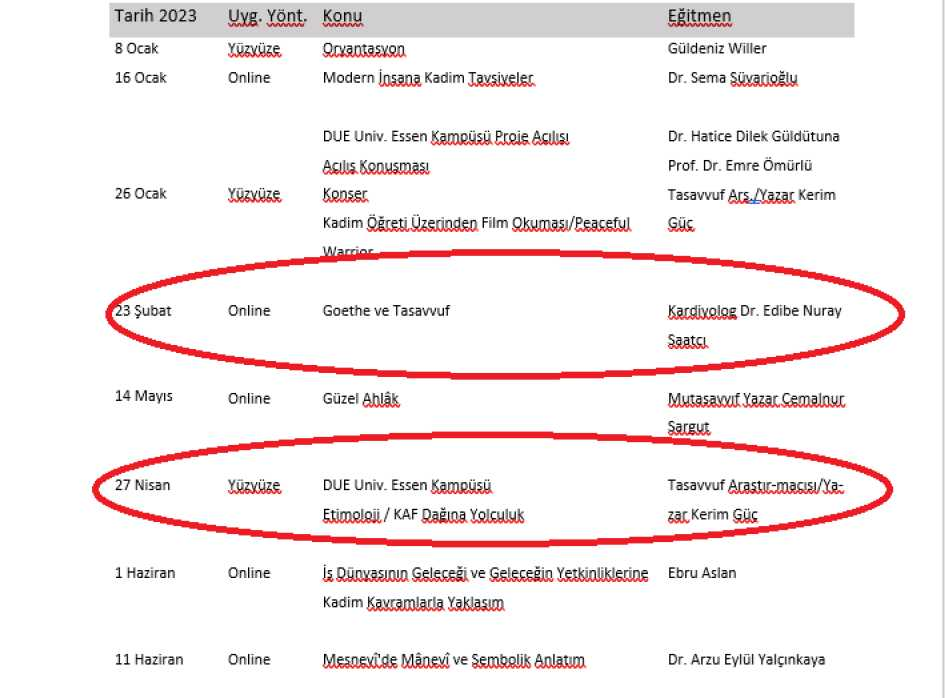 Tarih 2023 Uyg. Yönt. Konu Eğitmen
8 Ocak Yüzyüze Oryantasyon Güldeniz Willer
16 Ocak Online Modern İnsana Kadim Tavsiyeler Dr. Sema Süvarioğlu
DUE Univ. Essen Kampüsü Proje Açılışı Dr. Hatice Dilek Güldütuna
Açılış Konuşması Prof. Dr. Emre Ömürlü
26 Ocak Yüzyüze Konser Tasavvuf Arş./Yazar Kerim
Kadim Öğreti Üzerinden Film Okuması/Peaceful Güç
Warrior
23 Şubat Online Goethe ve Tasavvuf Kardiyolog Dr. Edibe Nuray
Saatcı
14 Mayıs Online Güzel Ahlâk Mutasavvıf Yazar Cemalnur
Sargut
27 Nisan Yüzyüze DUE Univ. Essen Kampüsü Tasavvuf Araştır-macısı/Ya-
Etimoloji / KAF Dağına Yolculuk zar Kerim Güç
1 Haziran Online İş Dünyasının Geleceği ve Geleceğin Yetkinliklerine Ebru Aslan
Kadim Kavramlarla Yaklaşım
11 Haziran Online Mesnevî'de Mânevî ve Sembolik Anlatım Dr. Arzu Eylül Yalçınkaya